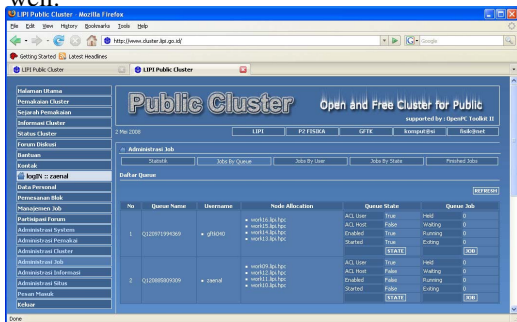 well.
LIPI Public Cluster - Mozilla Firefox
File Edit View History Bookmarks Tools Help
http://www.cluster.lipi.go.id/
Google
Getting Started Latest Headlines
LIPI Public Cluster LIPI Public Cluster
Halaman Utama
Pemakaian Cluster
Sejarah Pemakaian
Informasi Cluster
Status Cluster
Forum Diskusi
Bantuan
Kontak
logIN :: zaenal
Data Personal
Pemesanan Blok
Manajemen Job
Partisipasi Forum
Administrasi System
Administrasi Pemakai
Administrasi Cluster
Administrasi Job
Administrasi Informasi
Administrasi Situs
Pesan Masuk
Keluar
Public Cluster
Open and Free Cluster for Public
supported by : OpenPC Toolkit II
2 Mei 2008 LIPI P2 FISIKA GFTK komput@si fisik@net
Administrasi Job
Statistik Jobs By Queue Jobs By User Jobs By State Finished Jobs
Daftar Queue
REFRESH
No Queue Name Username Node Allocation Queue State Queue Job
1 gftk040
work16.lipi.hpc
work15.lipi.hpc
work14.lipi.hpc
work13.lipi.hpc
ACL User True Held 0
ACL Host False Waiting 0
Enabled True Running 0
Started True Exiting 0
STATE JOB
2 zaenal
work09.lipi.hpc
work12.lipi.hpc
work11.lipi.hpc
work10.lipi.hpc
ACL User True Held 0
ACL Host False Waiting 0
Enabled False Running 0
Started False Exiting 0
STATE JOB
Done